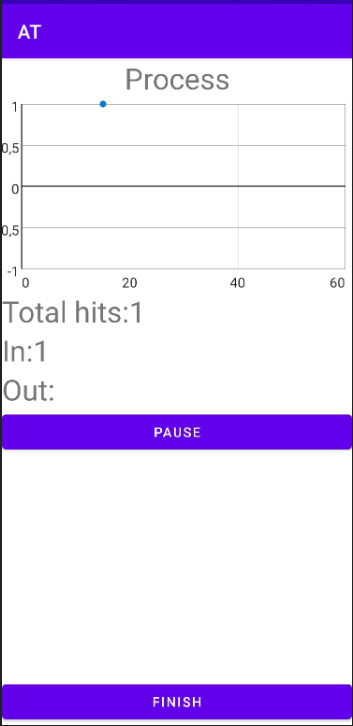 AT
Process
1
0,5
0
0,5
-1
0 20 40 60
Total hits:1
In:1
Out:
PAUSE
FINISH